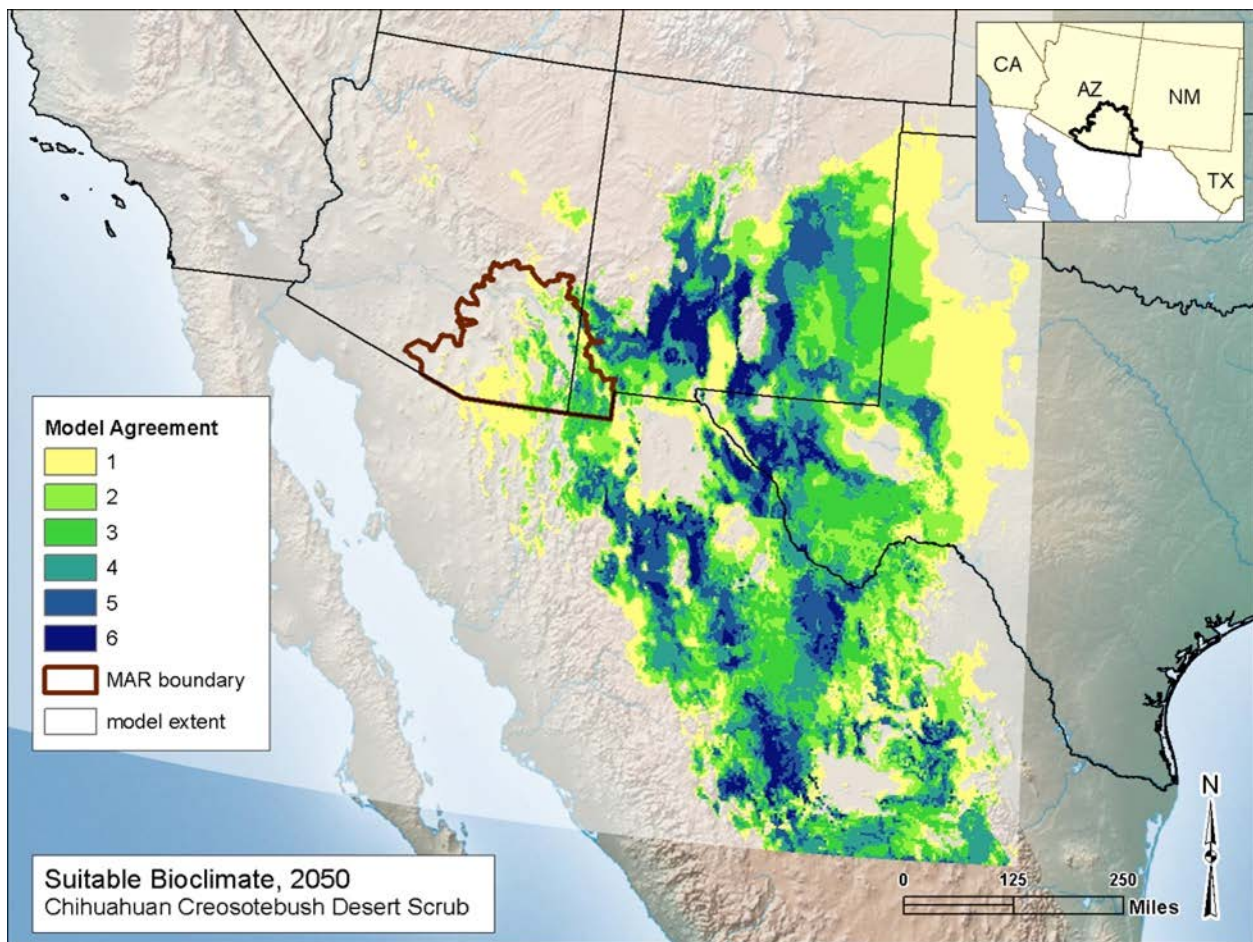 CA
AZ
NM
TX
Model Agreement
1
2
3
4
5
6
MAR boundary
model extent
Suitable Bioclimate, 2050
Chihuahuan Creosotebush Desert Scrub
N
0 125 250
Miles